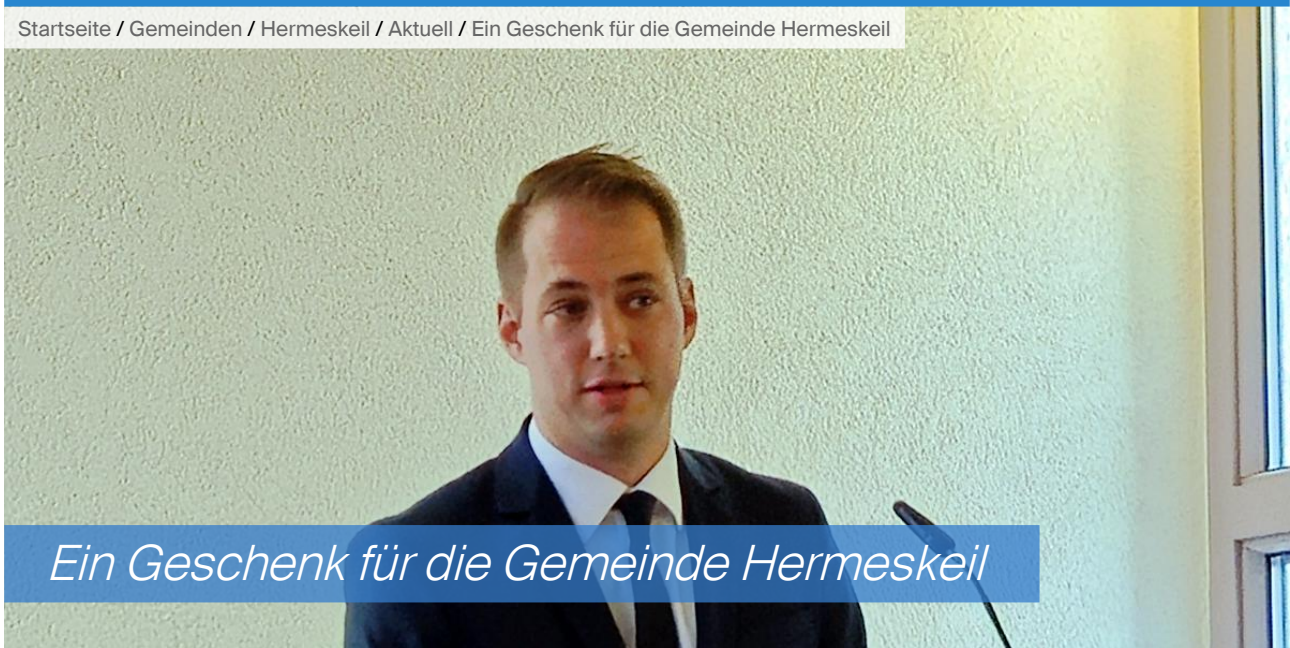 Startseite / Gemeinden / Hermeskeil / Aktuell / Ein Geschenk für die Gemeinde Hermeskeil
Ein Geschenk für die Gemeinde Hermeskeil